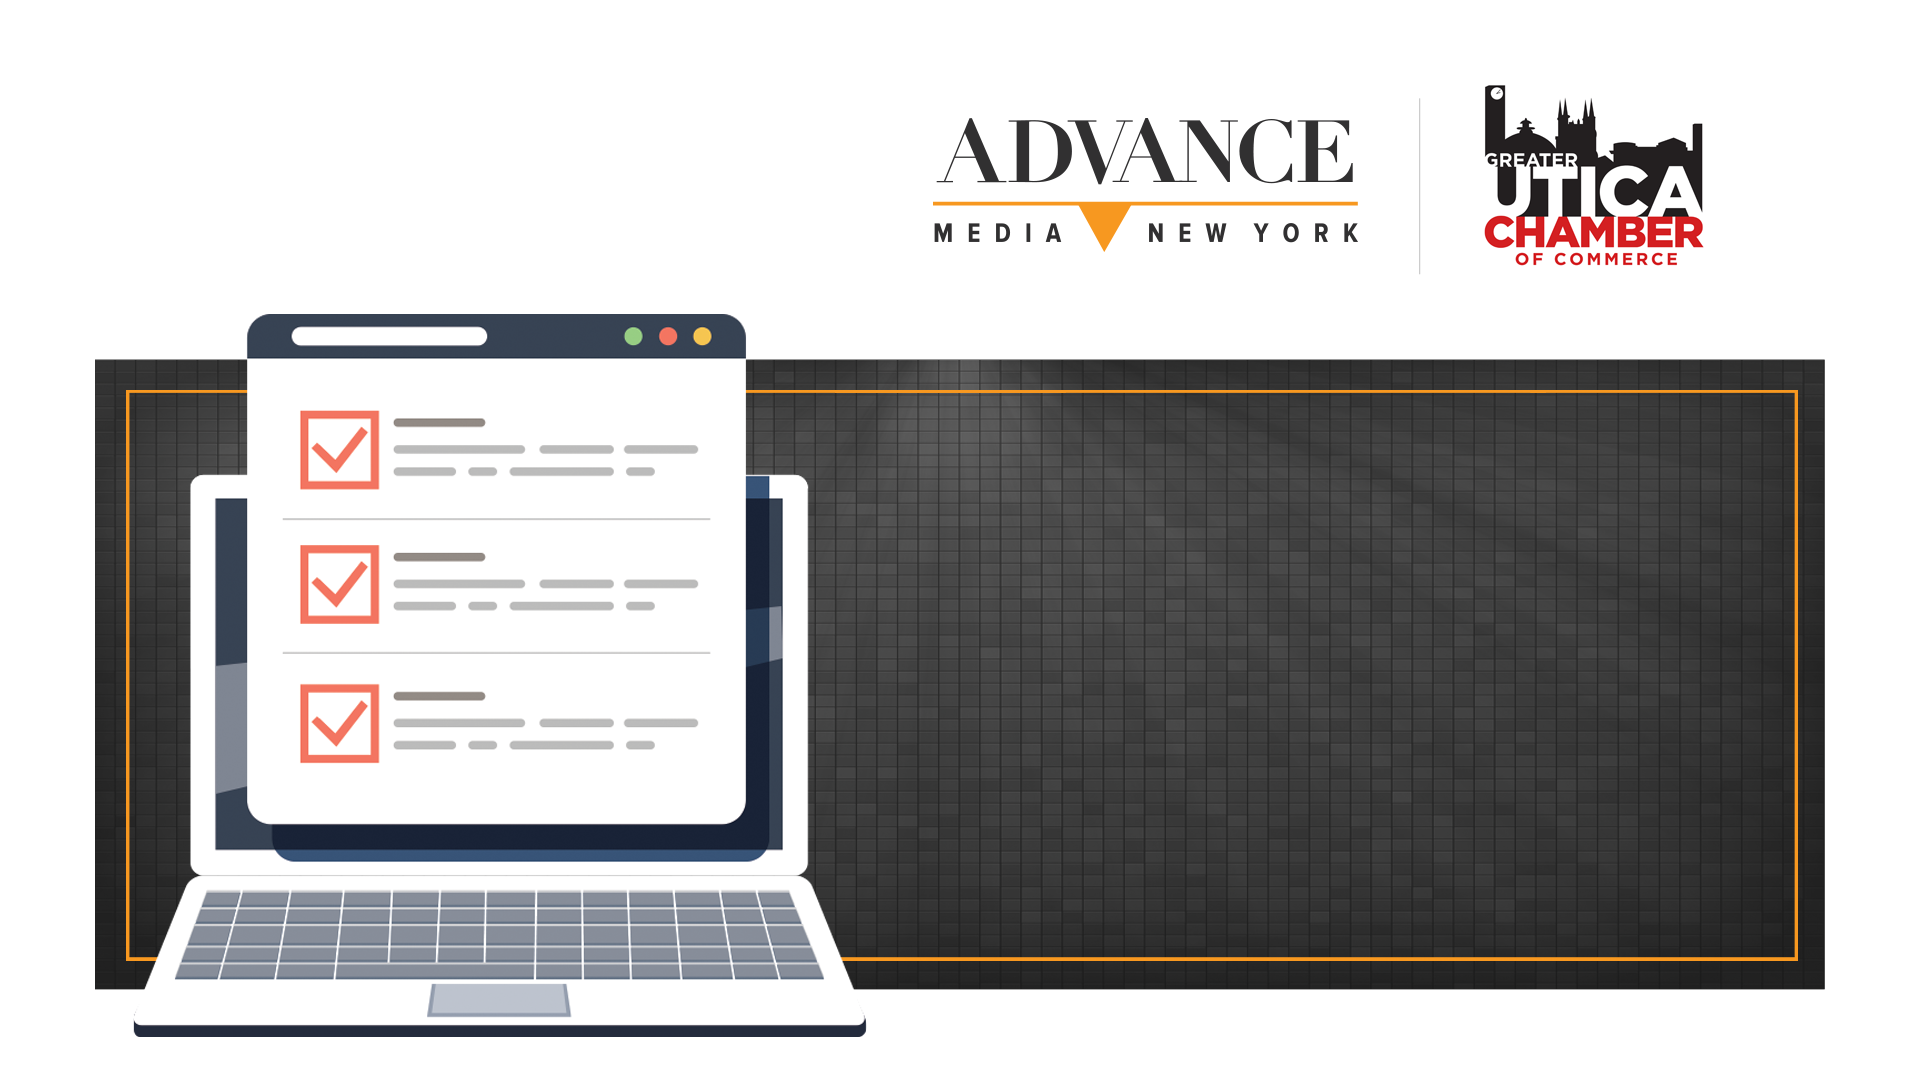 ADVANCE
MEDIA NEW YORK
GREATER
UTICA
CHAMBER
OF COMMERCE